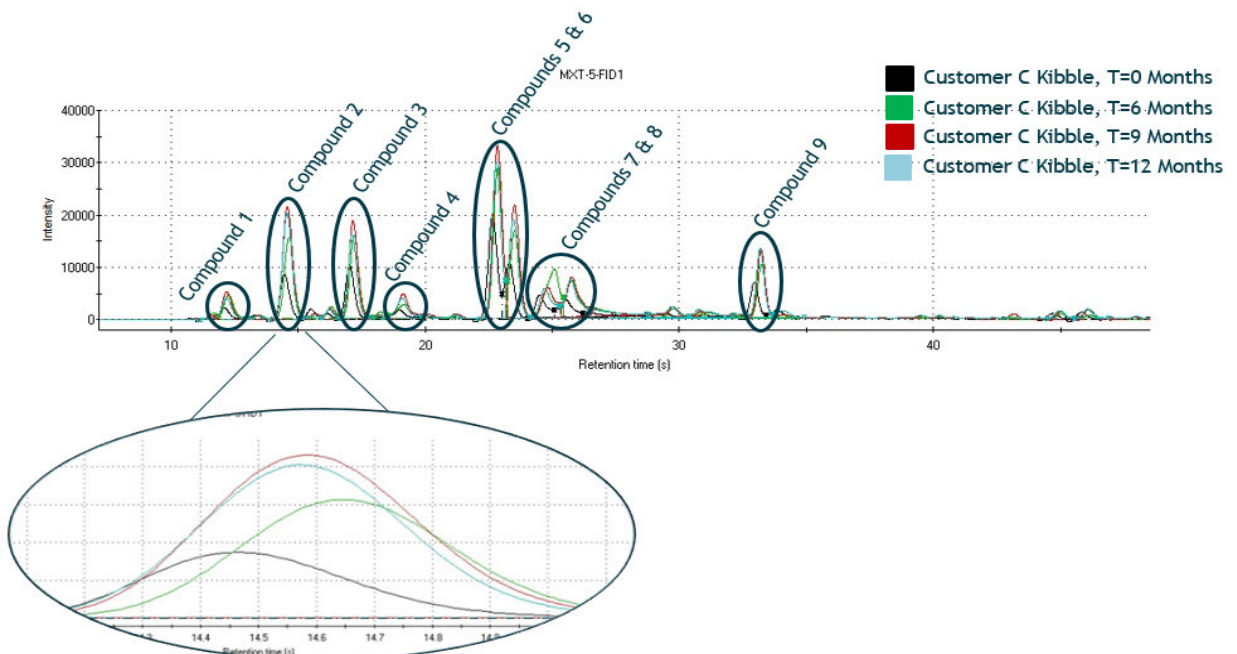 MXT-5-FID1
Customer C Kibble, T=0 Months
Customer C Kibble, T=6 Months
Customer C Kibble, T=9 Months
Customer C Kibble, T=12 Months
Compound 1
Compound 2
Compound 3
Compound 4
Compounds 5 & 6
Compounds 7 & 8
Compound 9
Intensity
40000
30000
20000
10000
0
10
20
30
40
Retention time (s)
14.4
14.5
14.6
14.7
14.8
Retention time (s)